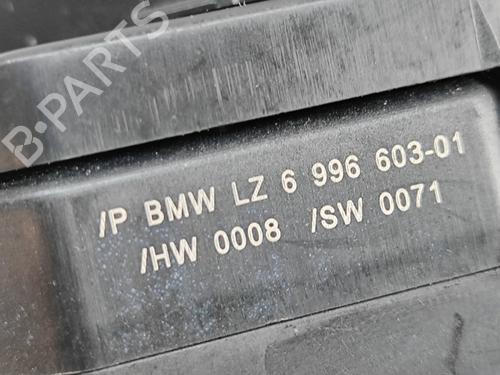 B-PARTS
/P BMW LZ 6 996 603-01
/HW 0008 /SW 0071